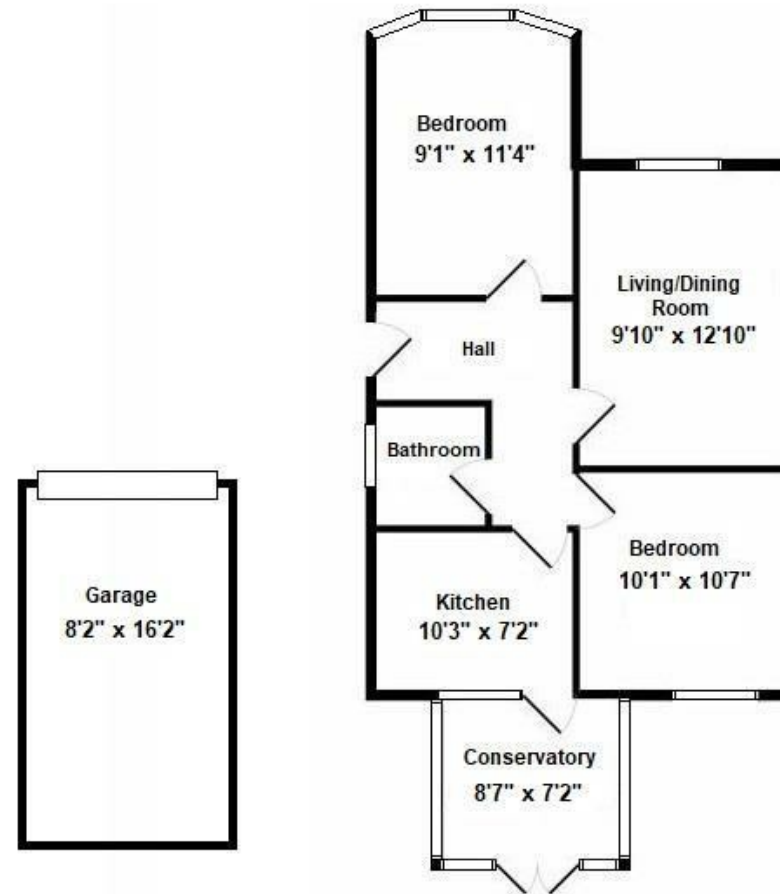 Bedroom
9'1" x 11'4"
Living/Dining
Room
9'10" x 12'10"
Hall
Bathroom
Bedroom
10'1" x 10'7"
Kitchen
10'3" x 7'2"
Garage
8'2" x 16'2"
Conservatory
8'7" x 7'2"